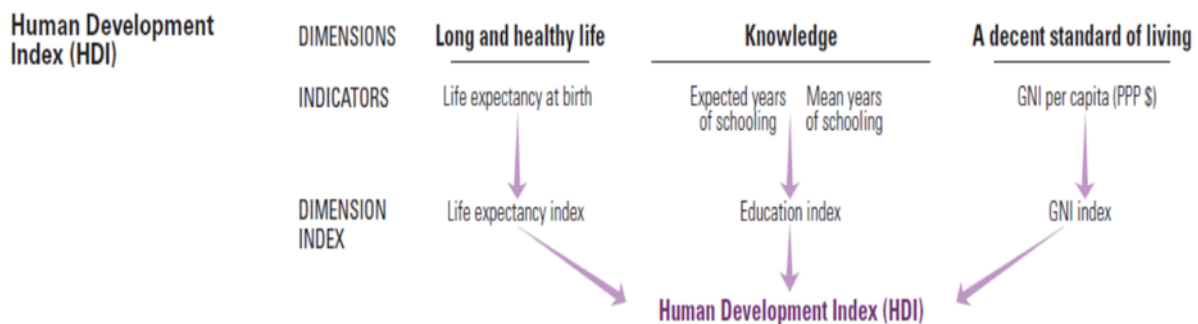 Human Development
Index (HDI)
DIMENSIONS Long and healthy life Knowledge A decent standard of living
INDICATORS Life expectancy at birth Expected years Mean years GNI per capita (PPP $)
of schooling of schooling
DIMENSION Life expectancy index Education index GNI index
INDEX
Human Development Index (HDI)